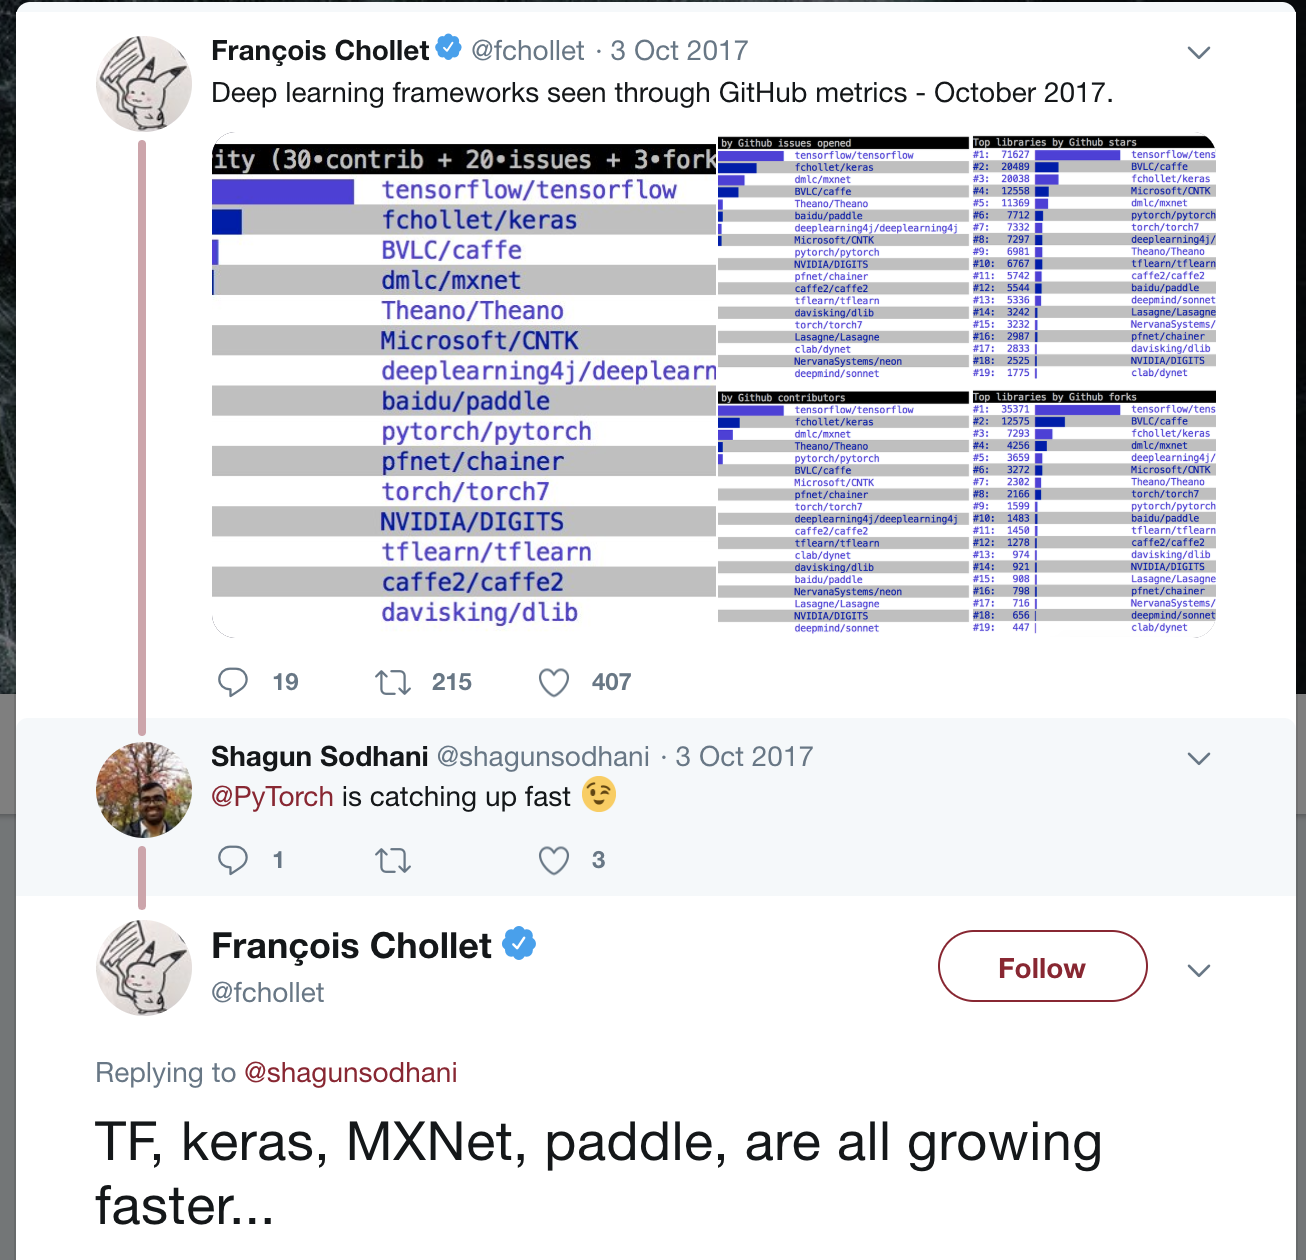 François Chollet @fchollet · 3 Oct 2017
Deep learning frameworks seen through GitHub metrics - October 2017.
ity (30•contrib + 20•issues + 3•fork
tensorflow/tensorflow
fchollet/keras
BVLC/caffe
dmlc/mxnet
Theano/Theano
Microsoft/CNTK
deeplearning4j/deeplearn
baidu/paddle
pytorch/pytorch
pfnet/chainer
torch/torch7
NVIDIA/DIGITS
tflearn/tflearn
caffe2/caffe2
davisking/dlib
by Github issues opened
tensorflow/tensorflow
fchollet/keras
dmlc/mxnet
BVLC/caffe
Theano/Theano
baidu/paddle
deeplearning4j/deeplearning4j
Microsoft/CNTK
pytorch/pytorch
NVIDIA/DIGITS
pfnet/chainer
caffe2/caffe2
tflearn/tflearn
davisking/dlib
torch/torch7
Lasagne/Lasagne
clab/dynet
NervanaSystems/neon
deepmind/sonnet
Top libraries by Github stars
#1: 71627 tensorflow/tens
#2: 20489 BVLC/caffe
#3: 20038 fchollet/keras
#4: 12558 Microsoft/CNTK
#5: 11369 dmlc/mxnet
#6: 7712 pytorch/pytorch
#7: 7332 torch/torch7
#8: 7297 deeplearning4j/
#9: 6981 Theano/Theano
#10: 6767 tflearn/tflearn
#11: 5742 caffe2/caffe2
#12: 5544 baidu/paddle
#13: 5336 deepmind/sonnet
#14: 3242 Lasagne/Lasagne
#15: 3232 NervanaSystems/
#16: 2987 pfnet/chainer
#17: 2833 davisking/dlib
#18: 2525 NVIDIA/DIGITS
#19: 1775 clab/dynet
by Github contributors
tensorflow/tensorflow
fchollet/keras
dmlc/mxnet
Theano/Theano
pytorch/pytorch
BVLC/caffe
Microsoft/CNTK
pfnet/chainer
torch/torch7
deeplearning4j/deeplearning4j
caffe2/caffe2
tflearn/tflearn
clab/dynet
davisking/dlib
baidu/paddle
NervanaSystems/neon
Lasagne/Lasagne
NVIDIA/DIGITS
deepmind/sonnet
Top libraries by Github forks
#1: 35371 tensorflow/tens
#2: 12575 BVLC/caffe
#3: 7293 fchollet/keras
#4: 4256 dmlc/mxnet
#5: 3659 deeplearning4j/
#6: 3272 Microsoft/CNTK
#7: 2302 Theano/Theano
#8: 2166 torch/torch7
#9: 1599 pytorch/pytorch
#10: 1483 baidu/paddle
#11: 1450 tflearn/tflearn
#12: 1278 caffe2/caffe2
#13: 974 davisking/dlib
#14: 921 NVIDIA/DIGITS
#15: 908 Lasagne/Lasagne
#16: 798 pfnet/chainer
#17: 716 NervanaSystems/
#18: 656 deepmind/sonnet
#19: 447 clab/dynet
19 215 407
Shagun Sodhani @shagunsodhani · 3 Oct 2017
@PyTorch is catching up fast 😉
1 3
François Chollet
@fchollet
Follow
Replying to @shagunsodhani
TF, keras, MXNet, paddle, are all growing
faster...